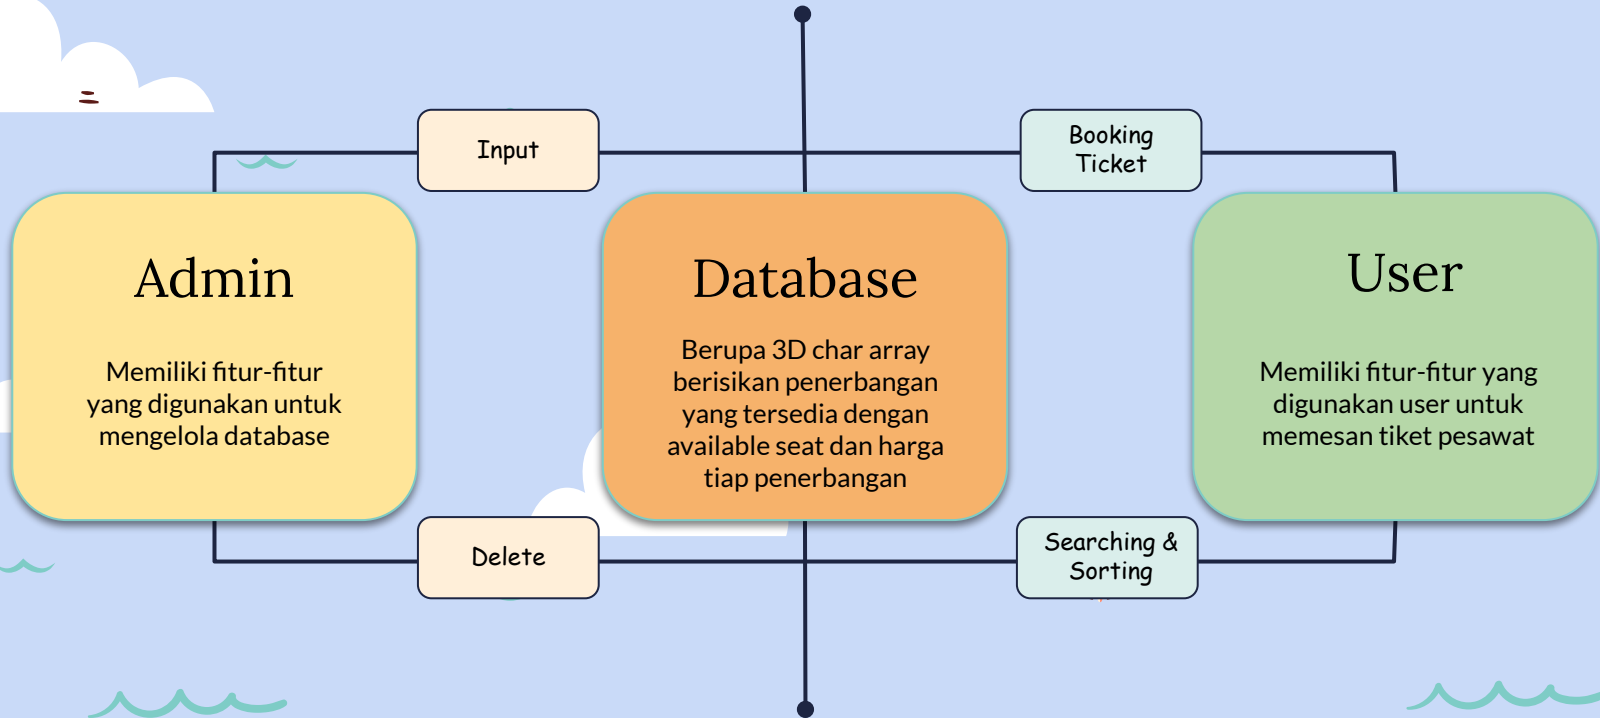 Input
Booking
Ticket
Admin
Memiliki fitur-fitur
yang digunakan untuk
mengelola database
Database
Berupa 3D char array
berisikan penerbangan
yang tersedia dengan
available seat dan harga
tiap penerbangan
User
Memiliki fitur-fitur yang
digunakan user untuk
memesan tiket pesawat
Delete
Searching &
Sorting